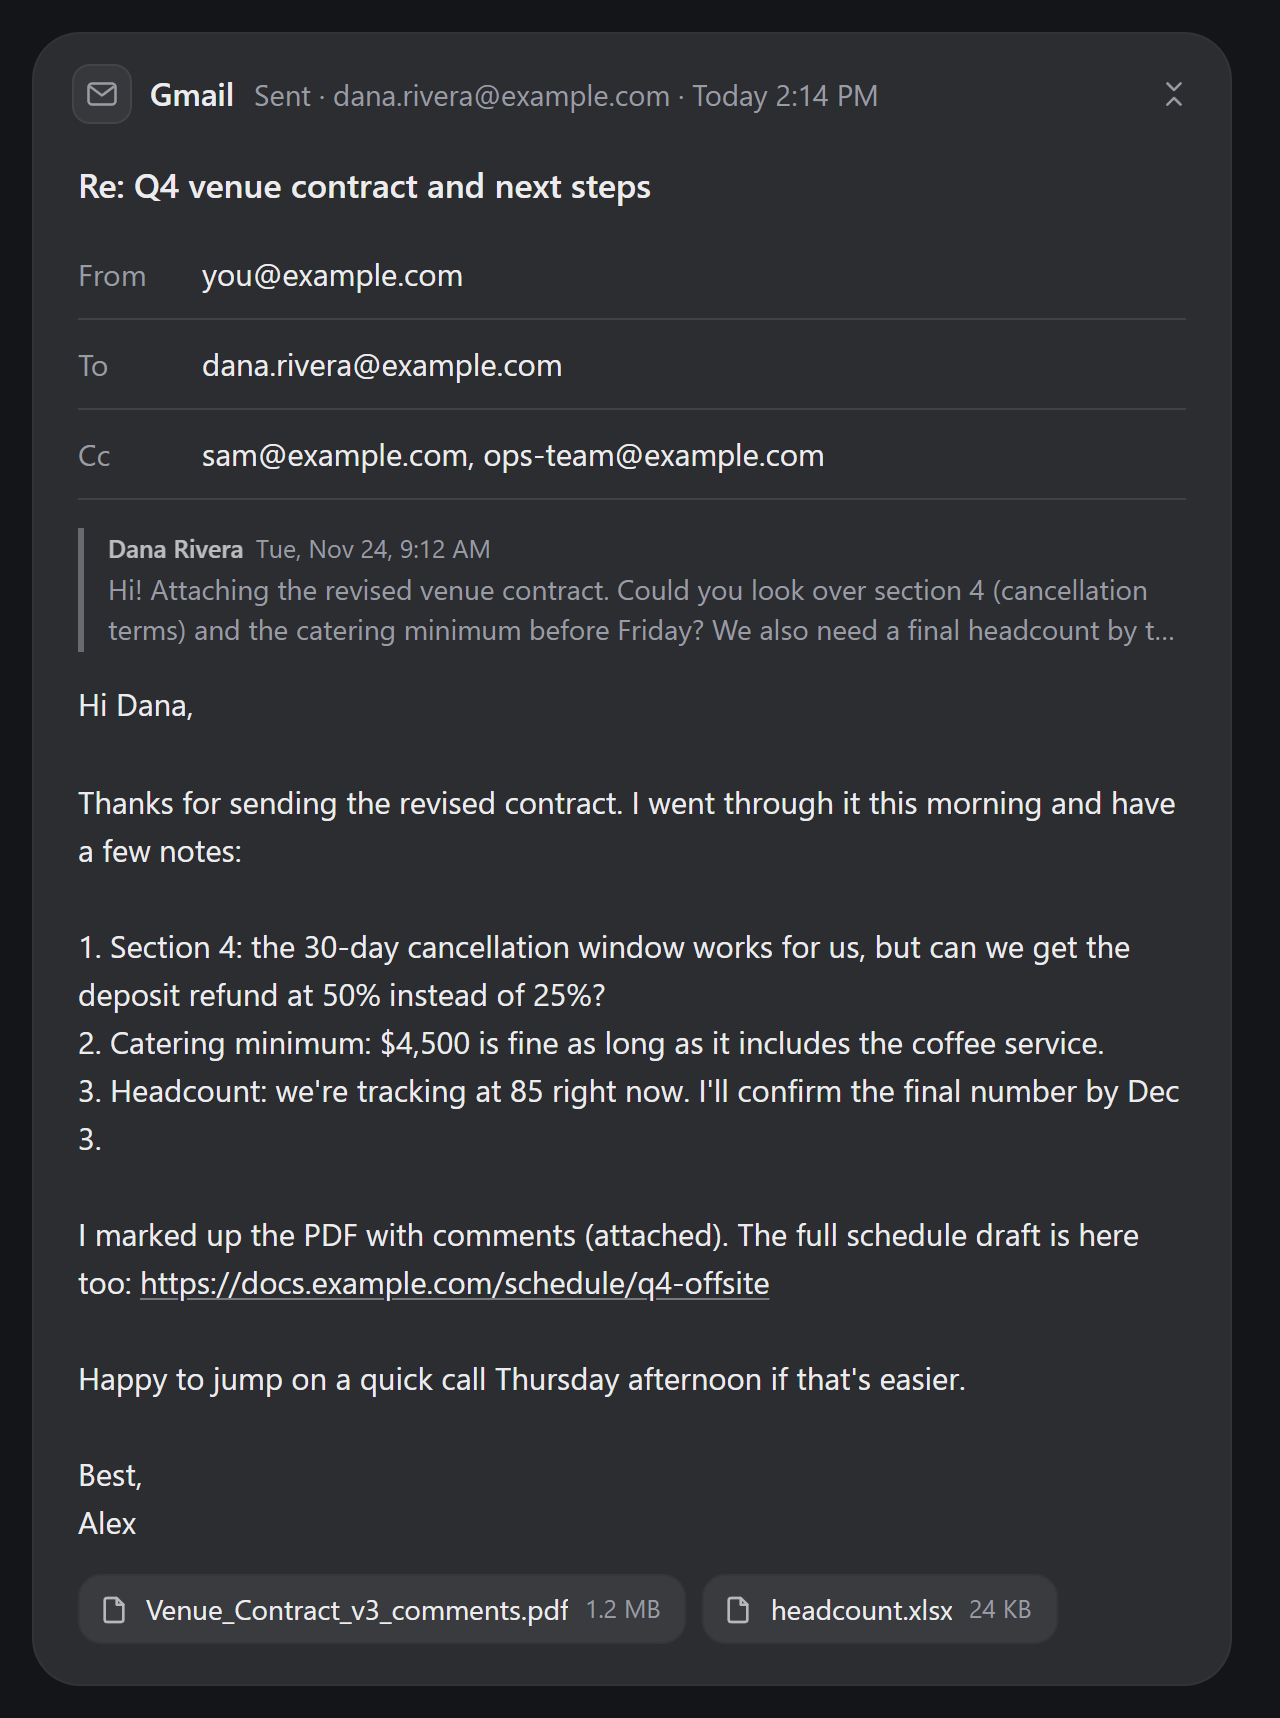 Gmail Sent · dana.rivera@example.com · Today 2:14 PM
Re: Q4 venue contract and next steps
From you@example.com
To dana.rivera@example.com
Cc sam@example.com, ops-team@example.com
Dana Rivera Tue, Nov 24, 9:12 AM
Hi! Attaching the revised venue contract. Could you look over section 4 (cancellation
terms) and the catering minimum before Friday? We also need a final headcount by t…
Hi Dana,
Thanks for sending the revised contract. I went through it this morning and have
a few notes:
1. Section 4: the 30-day cancellation window works for us, but can we get the
deposit refund at 50% instead of 25%?
2. Catering minimum: $4,500 is fine as long as it includes the coffee service.
3. Headcount: we're tracking at 85 right now. I'll confirm the final number by Dec
3.
I marked up the PDF with comments (attached). The full schedule draft is here
too: https://docs.example.com/schedule/q4-offsite
Happy to jump on a quick call Thursday afternoon if that's easier.
Best,
Alex
Venue_Contract_v3_comments.pdf 1.2 MB headcount.xlsx 24 KB